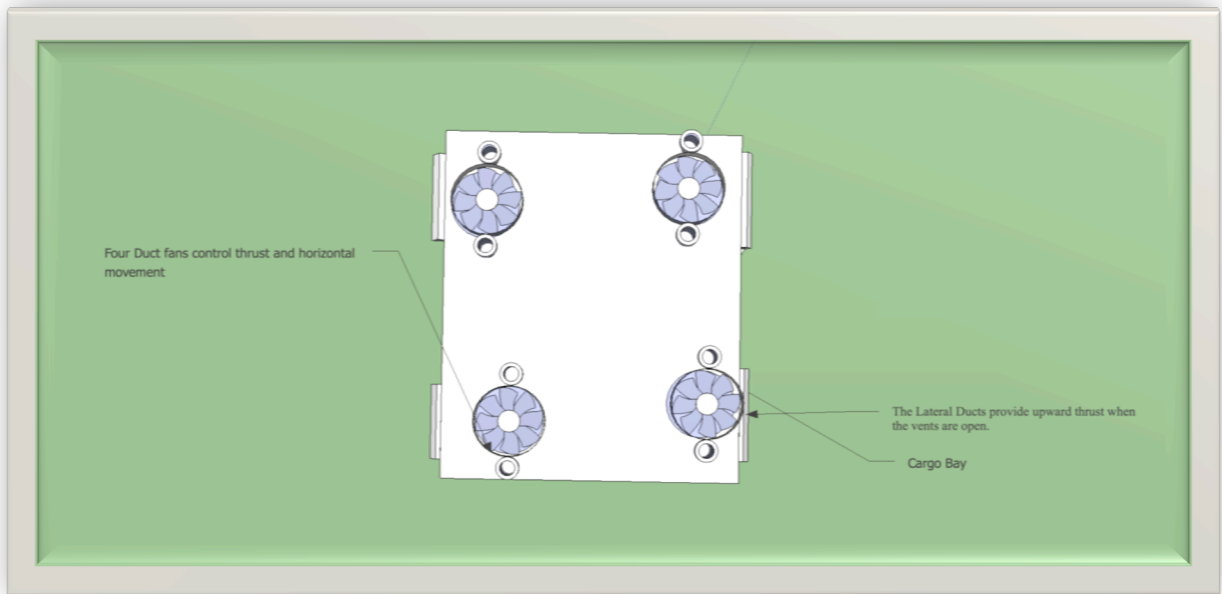 Four Duct fans control thrust and horizontal
movement
The Lateral Ducts provide upward thrust when
the vents are open.
Cargo Bay